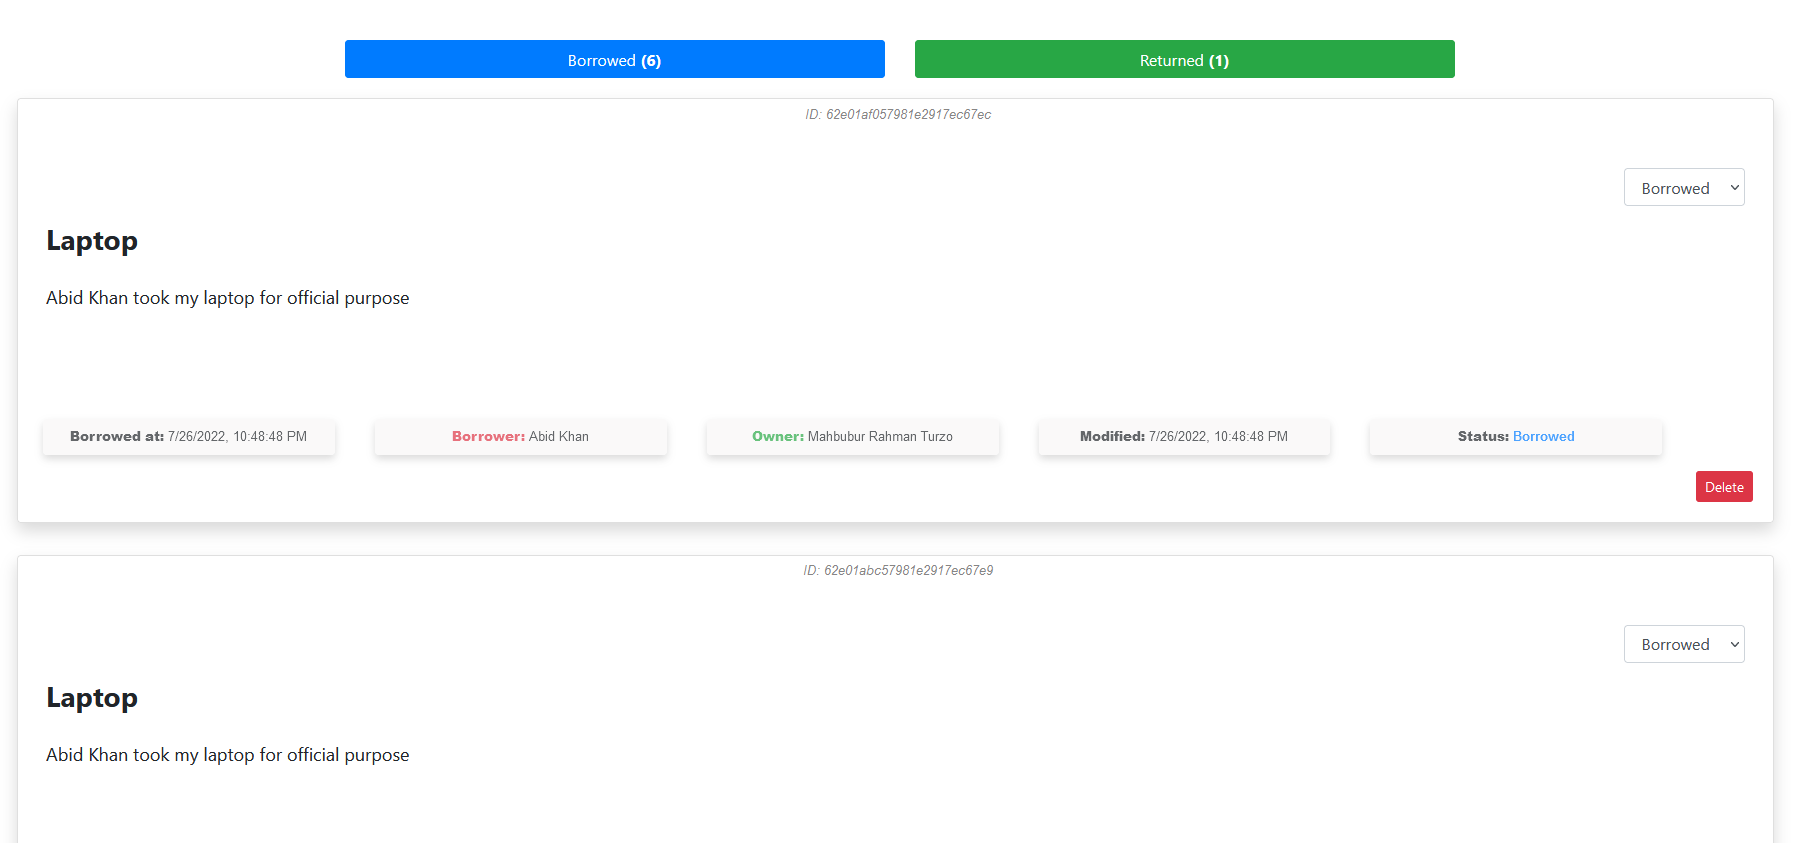 Borrowed (6) Returned (1)
ID: 62e01af057981e2917ec67ec
Borrowed
Laptop
Abid Khan took my laptop for official purpose
Borrowed at: 7/26/2022, 10:48:48 PM Borrower: Abid Khan Owner: Mahbubur Rahman Turzo Modified: 7/26/2022, 10:48:48 PM Status: Borrowed
Delete
ID: 62e01abc57981e2917ec67e9
Borrowed
Laptop
Abid Khan took my laptop for official purpose